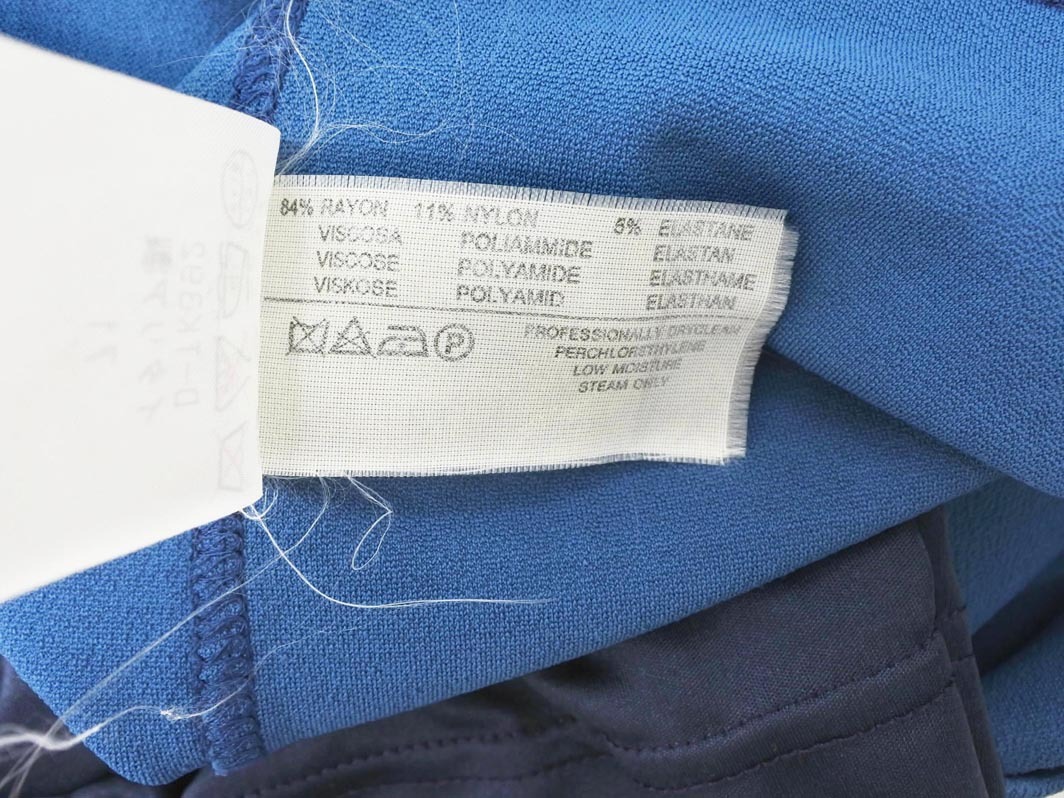 84% RAYON 11% NYLON 5% ELASTANE
VISCOSA POLIAMMIDE ELASTAN
VISCOSE POLYAMIDE ELASTHAME
VISKOSE POLYAMID ELASTHAN
P
PROFESSIONALLY DRYCLEAN
PERCHLORETHYLENE
LOW MOISTURE
STEAM ONLY